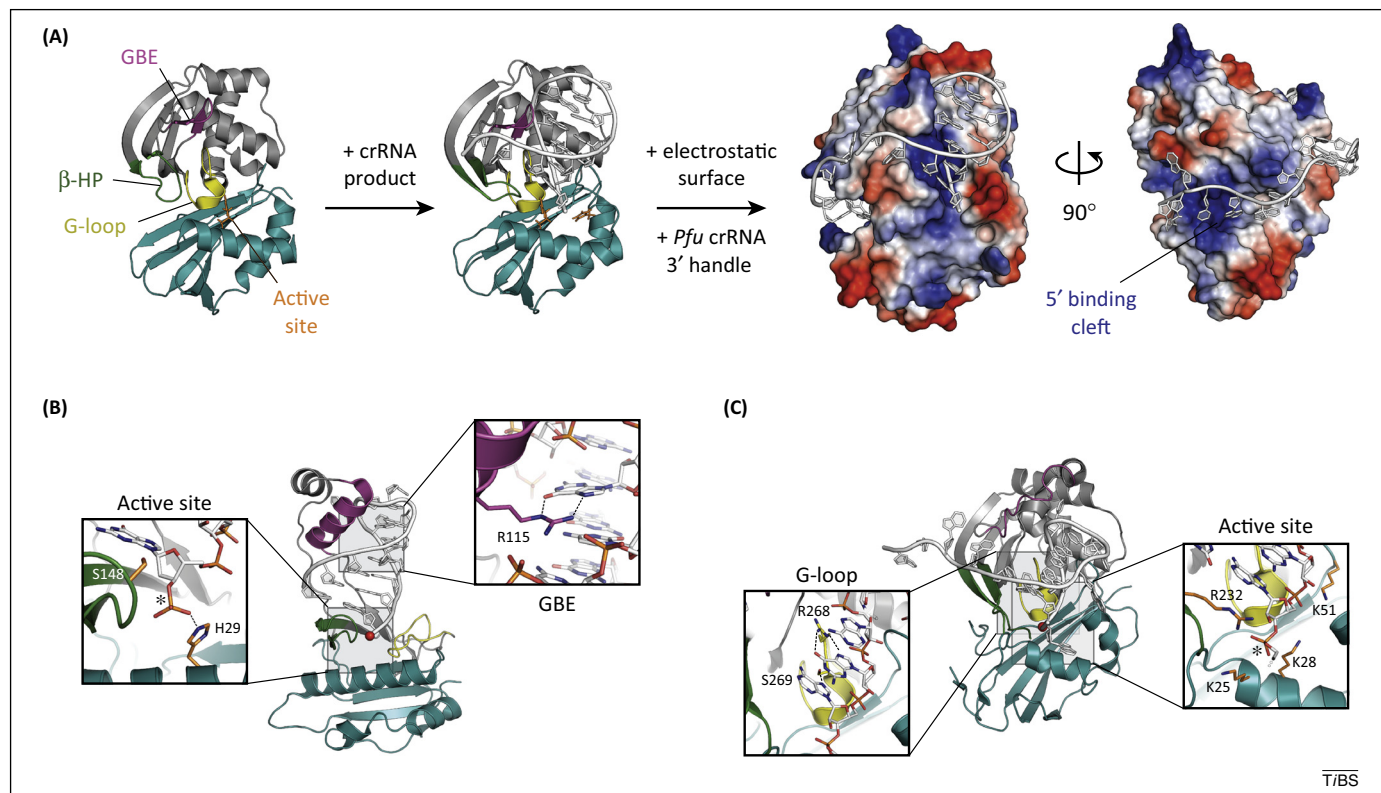 (A)
GBE
β-HP
G-loop
Active
site
+ crRNA
product
+ electrostatic
surface
+ Pfu crRNA
3′ handle
90°
5′ binding
cleft
(B)
Active site
S148
*
H29
R115
GBE
(C)
G-loop
R268
S269
Active site
R232
K51
*
K28
K25
TiBS